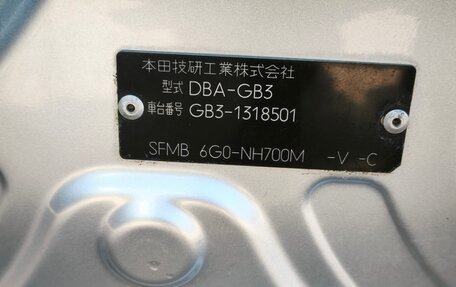 本田技研工業株式会社
型式 DBA-GB3
車台番号 GB3-1318501
SFMB 6G0-NH700M -V -C